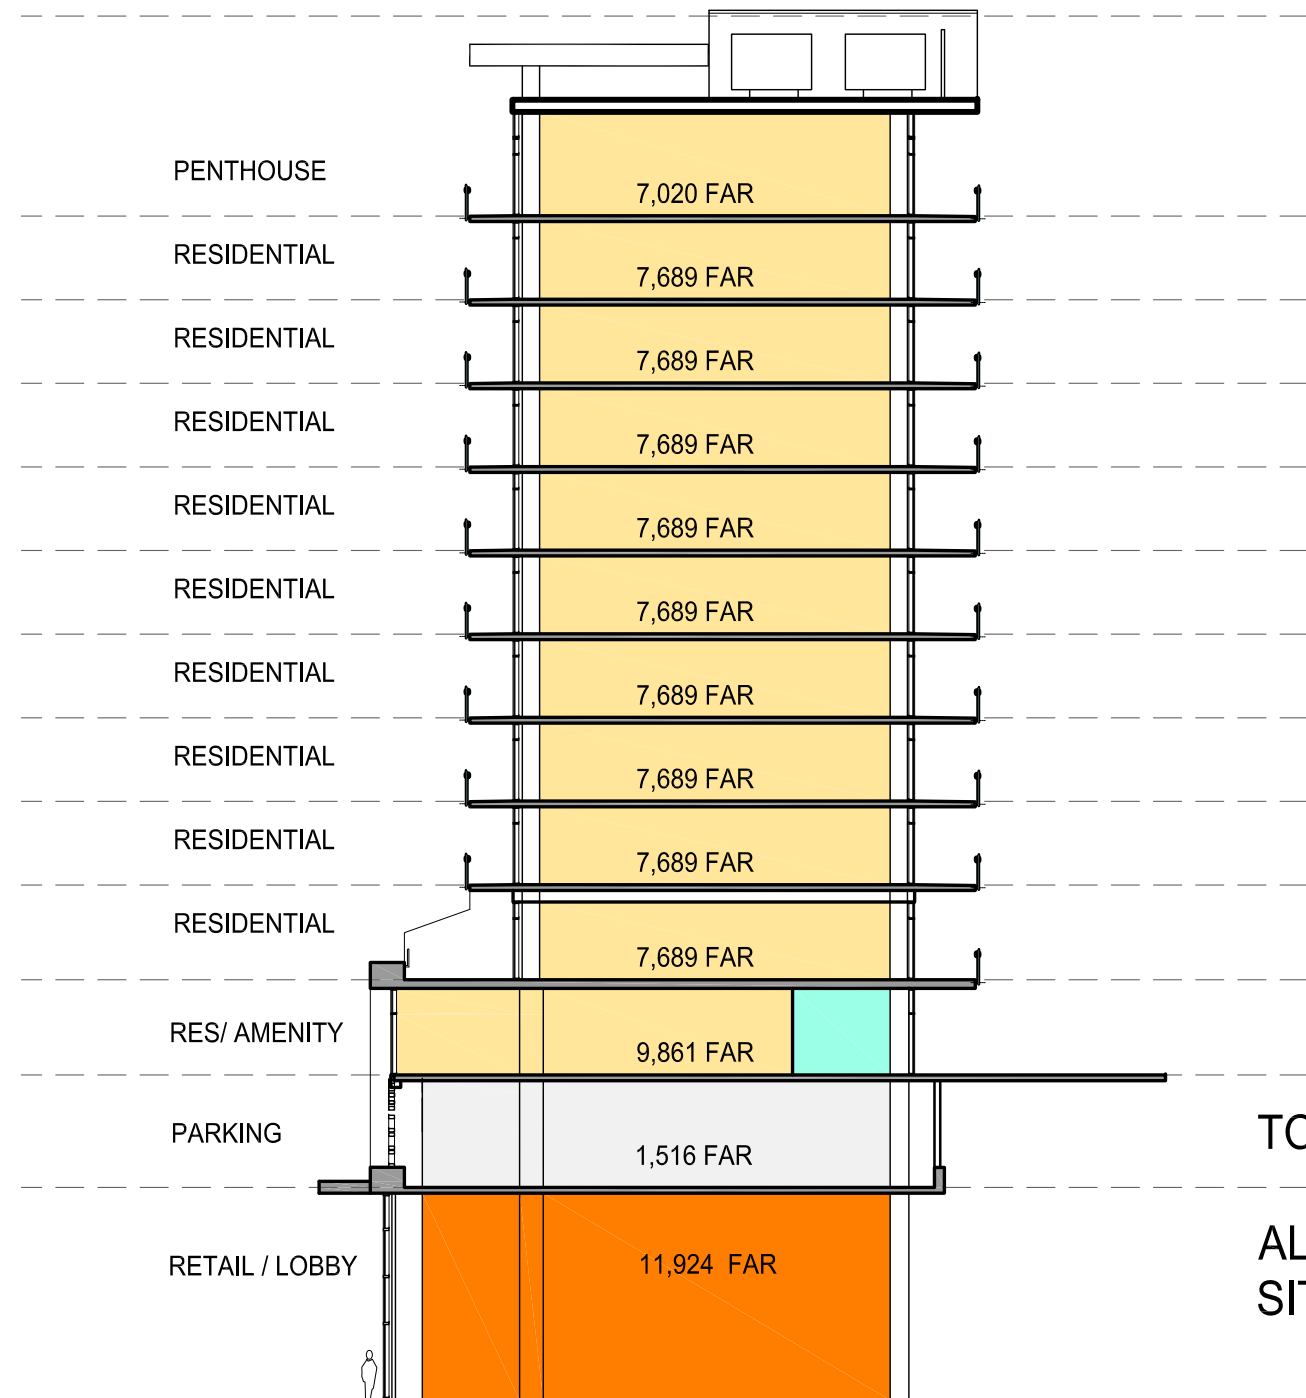 PENTHOUSE
7,020 FAR
RESIDENTIAL
7,689 FAR
RESIDENTIAL
7,689 FAR
RESIDENTIAL
7,689 FAR
RESIDENTIAL
7,689 FAR
RESIDENTIAL
7,689 FAR
RESIDENTIAL
7,689 FAR
RESIDENTIAL
7,689 FAR
RESIDENTIAL
7,689 FAR
RESIDENTIAL
7,689 FAR
RES/ AMENITY
9,861 FAR
PARKING
1,516 FAR
RETAIL / LOBBY
11,924 FAR